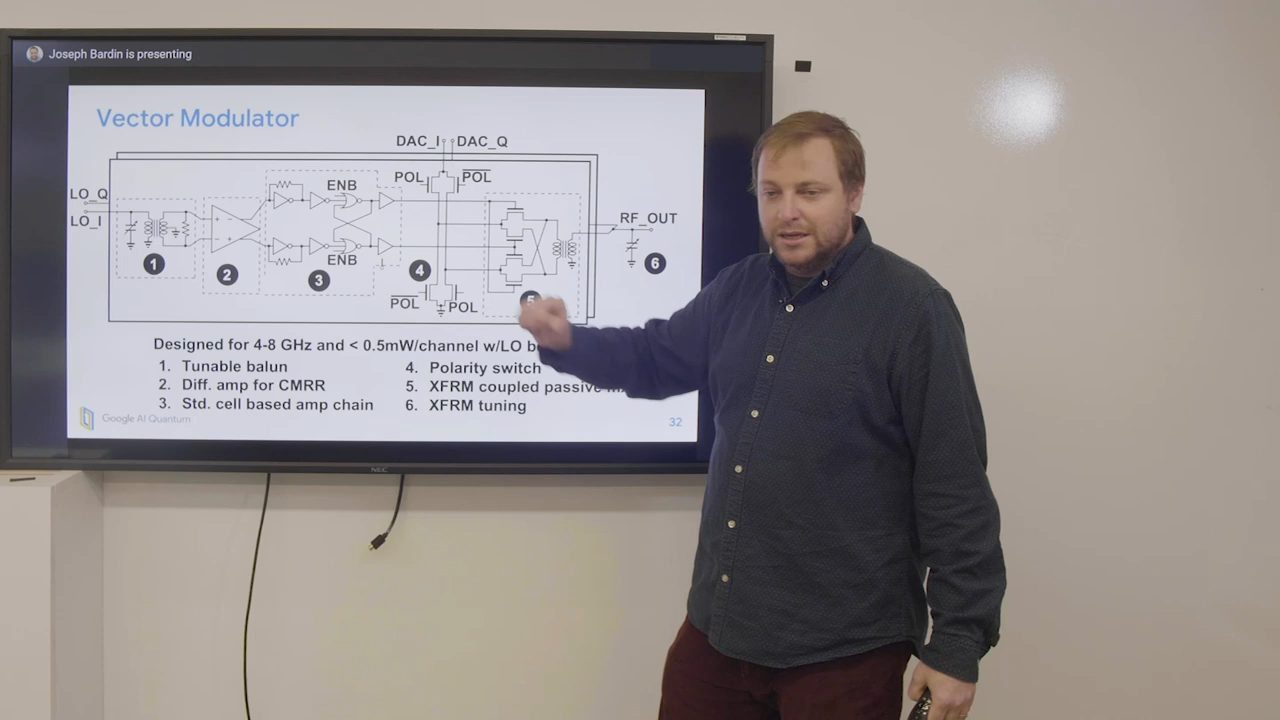 Joseph Bardin is presenting
Vector Modulator
DAC_I DAC_Q
POL POL
LO_Q
LO_I
ENB
ENB
RF_OUT
1
2
3
4
5
6
POL POL
Designed for 4-8 GHz and < 0.5mW/channel w/LO
1. Tunable balun
2. Diff. amp for CMRR
3. Std. cell based amp chain
4. Polarity switch
5. XFRM coupled passive
6. XFRM tuning
Google AI Quantum
32
NEC